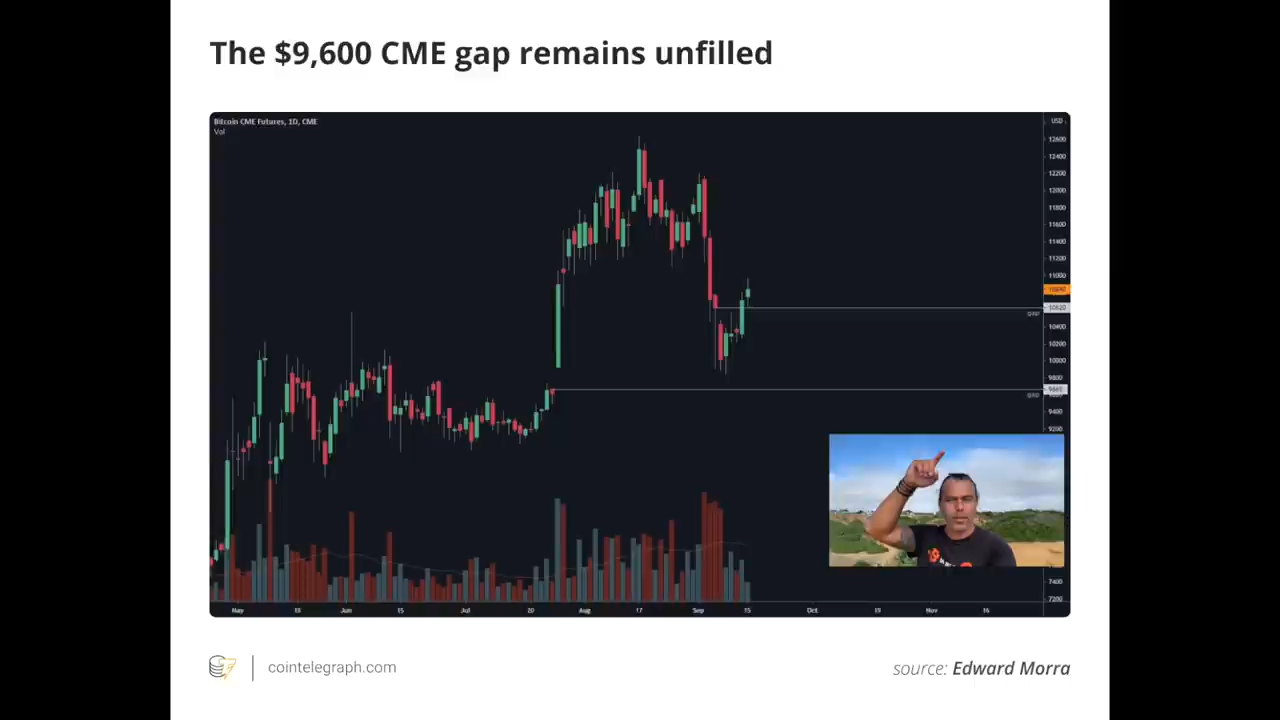 The $9,600 CME gap remains unfilled
Bitcoin CME Futures, 1D, CME
Vol
USD
12600
12400
12200
12000
11800
11600
11400
11200
11000
10620
10400
10200
10000
9800
9400
9200
7400
7200
May
Jun
15
Jul
20
Aug
17
Sep
15
Oct
19
Nov
16
cointelegraph.com
source: Edward Morra